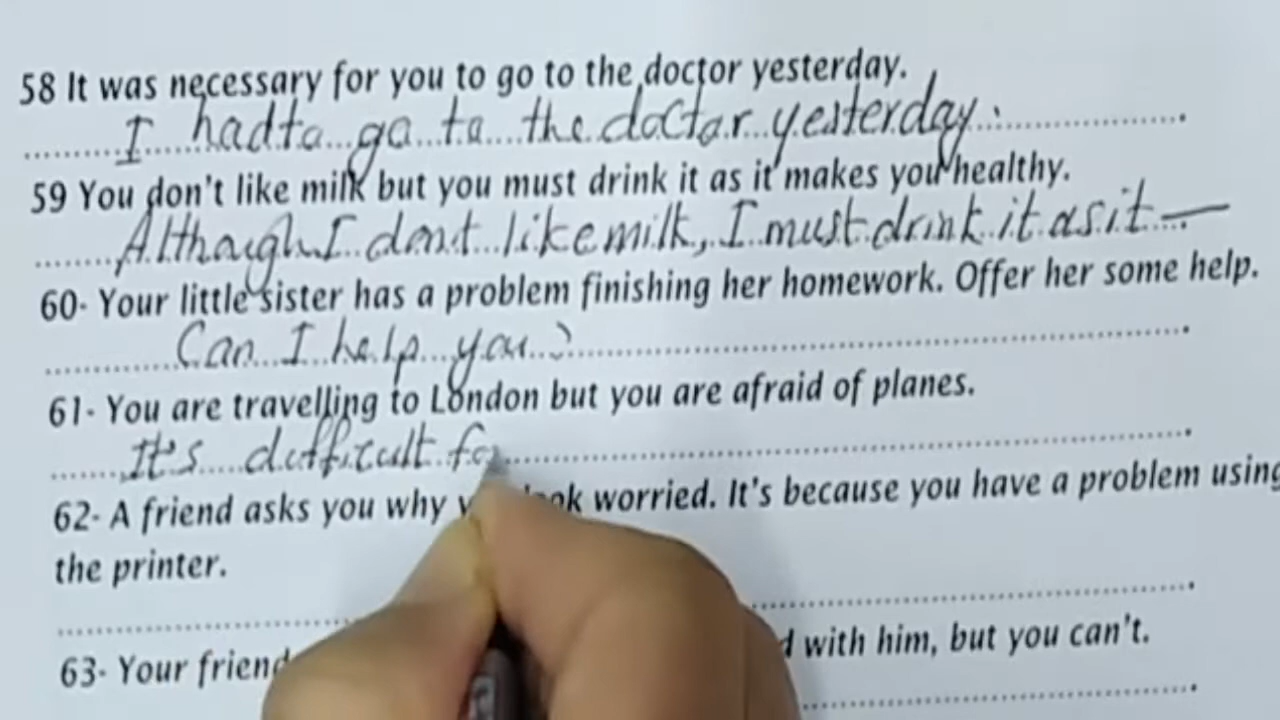 58 It was necessary for you to go to the doctor yesterday.
I had to go to the doctor yesterday.
59 You don't like milk but you must drink it as it makes you healthy.
Although I don't like milk, I must drink it as it —
60- Your little sister has a problem finishing her homework. Offer her some help.
Can I help you?
61- You are travelling to London but you are afraid of planes.
It's difficult fo
62- A friend asks you why look worried. It's because you have a problem using
the printer.
63- Your friend with him, but you can't.